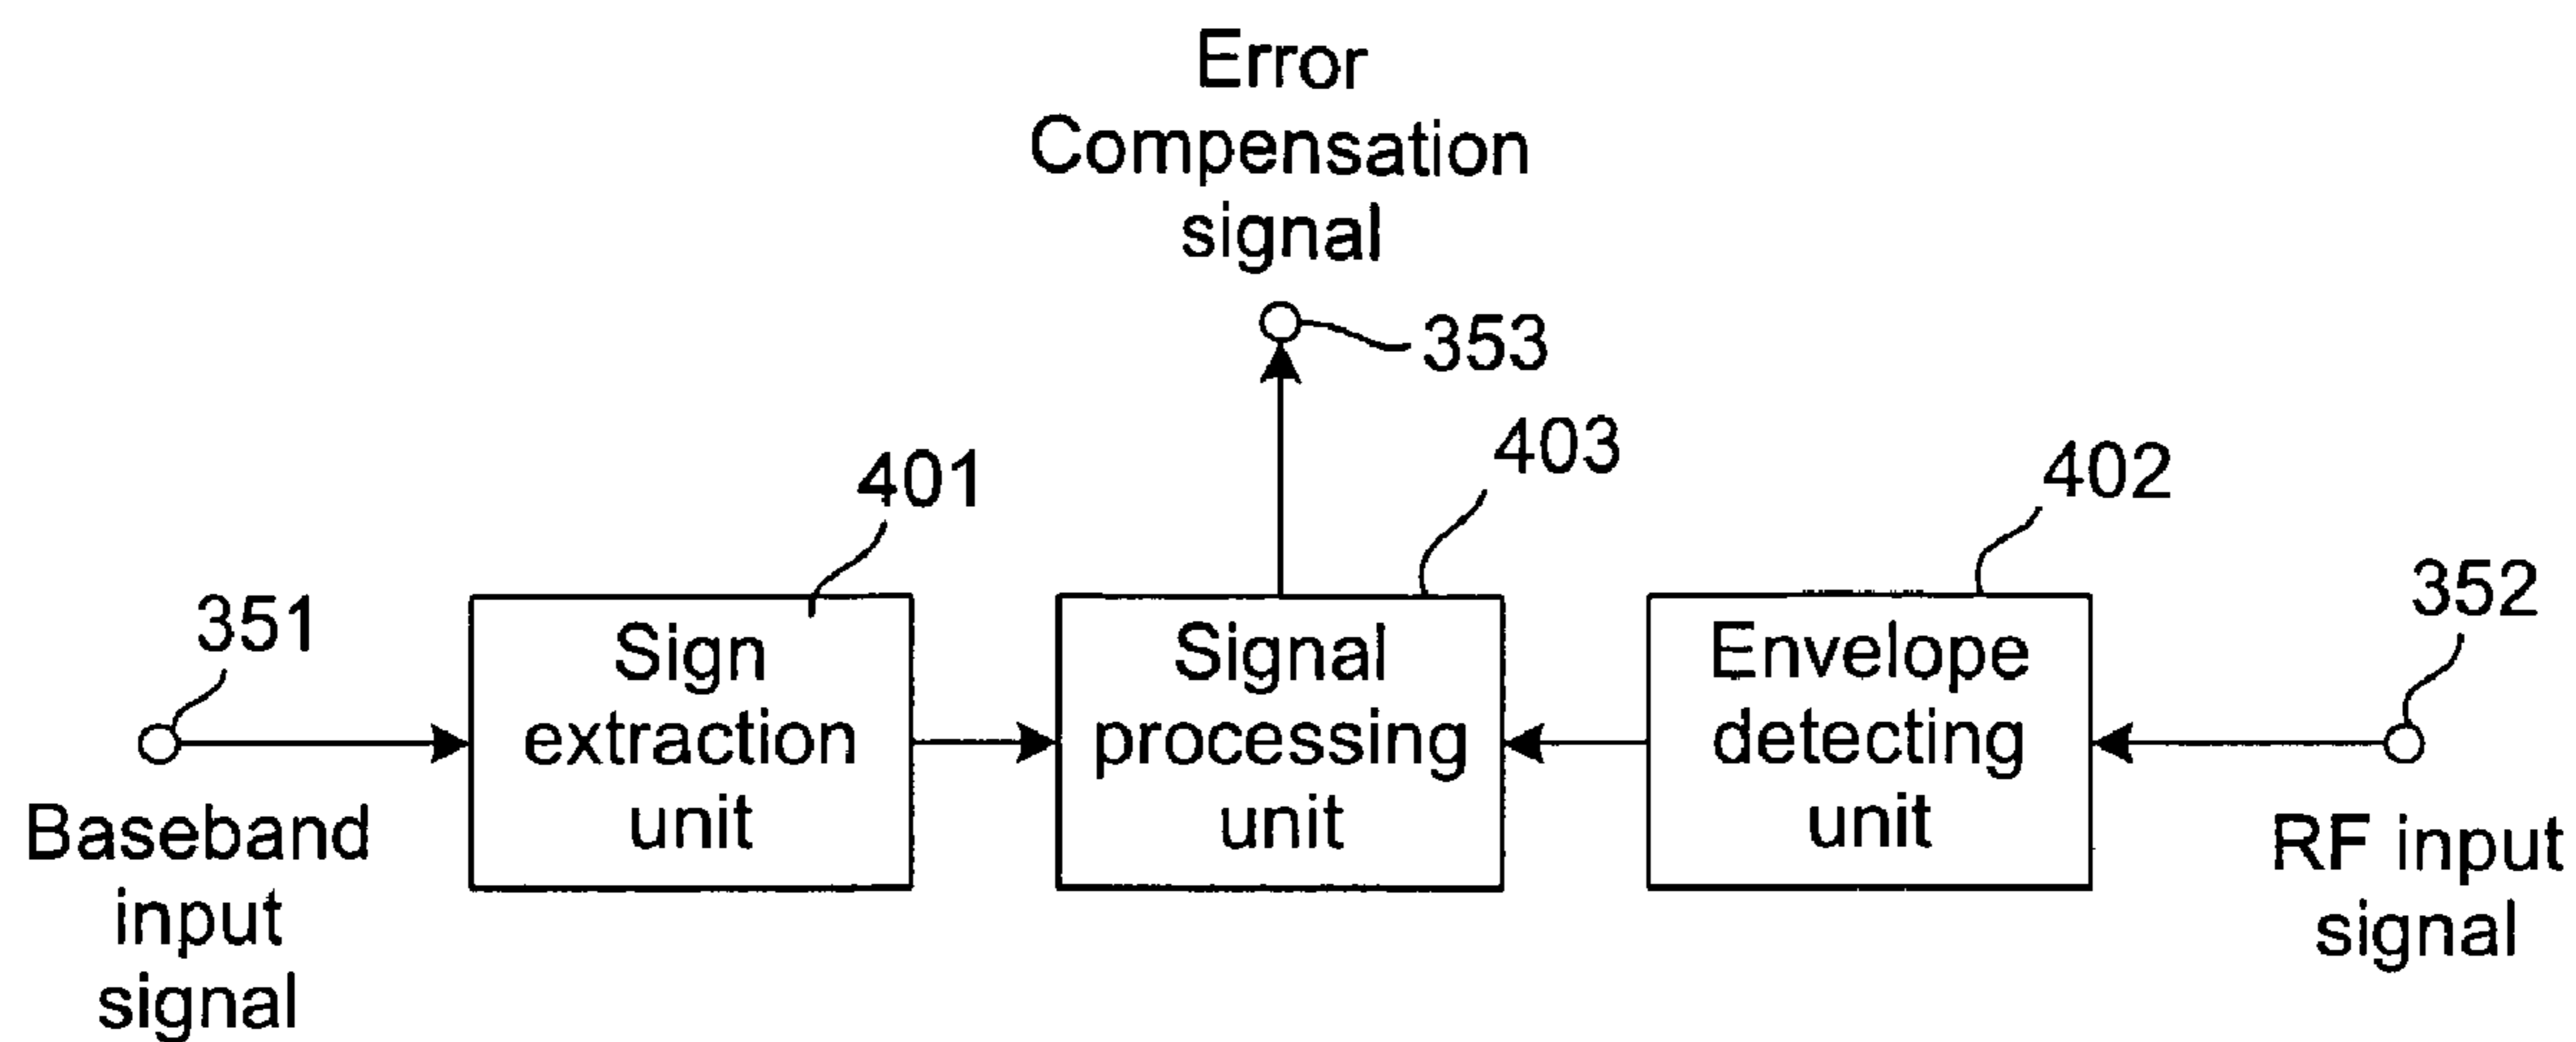 Error
Compensation
signal
353
403
401
402
352
351
Sign
extraction
unit
Signal
processing
unit
Envelope
detecting
unit
Baseband
input
signal
RF input
signal